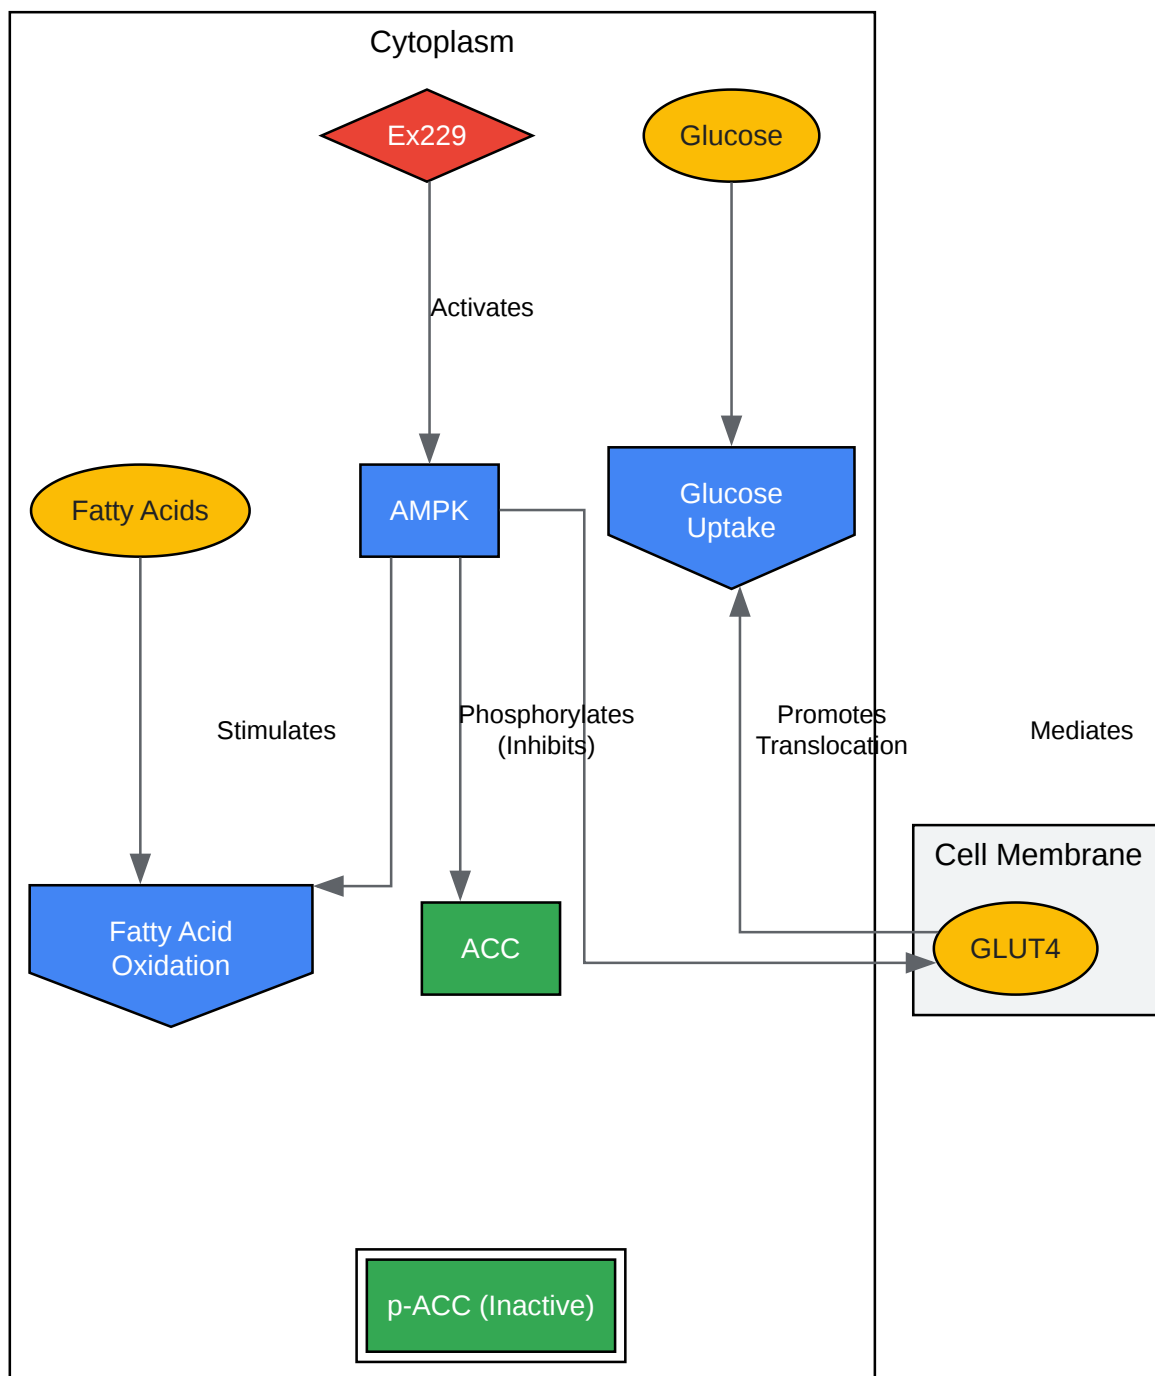 Cytoplasm
Ex229
Glucose
Activates
Fatty Acids
AMPK
Glucose
Uptake
Stimulates
Phosphorylates
(Inhibits)
Promotes
Translocation
Mediates
Cell Membrane
Fatty Acid
Oxidation
ACC
GLUT4
p-ACC (Inactive)